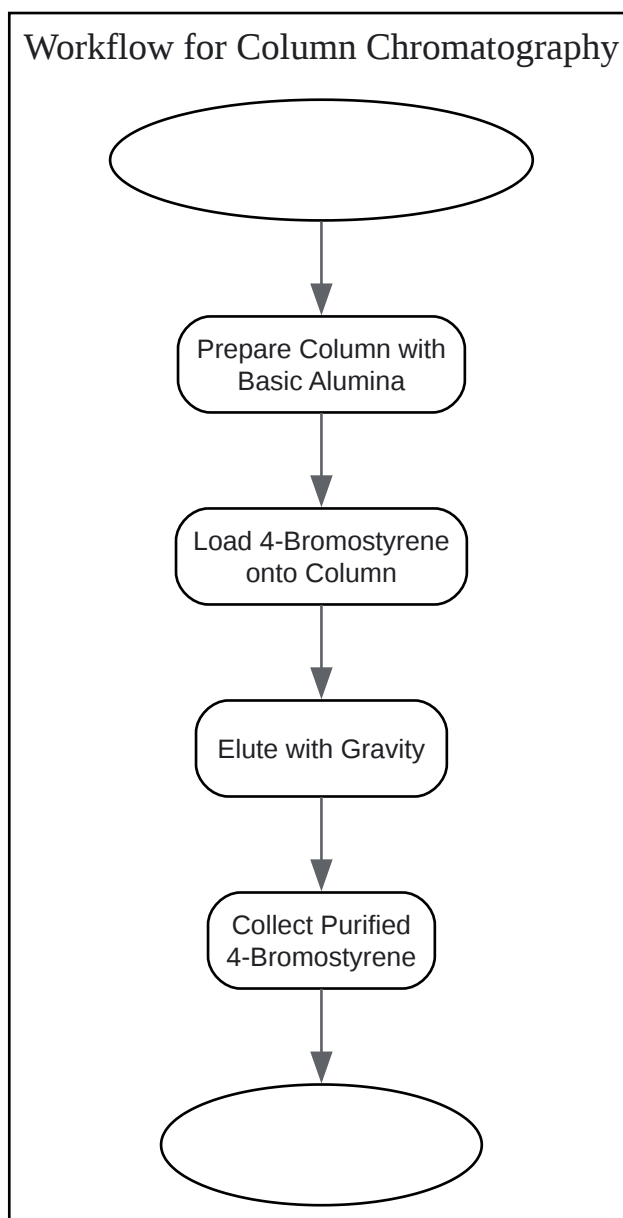 Workflow for Column Chromatography
Prepare Column with
Basic Alumina
Load 4-Bromostyrene
onto Column
Elute with Gravity
Collect Purified
4-Bromostyrene